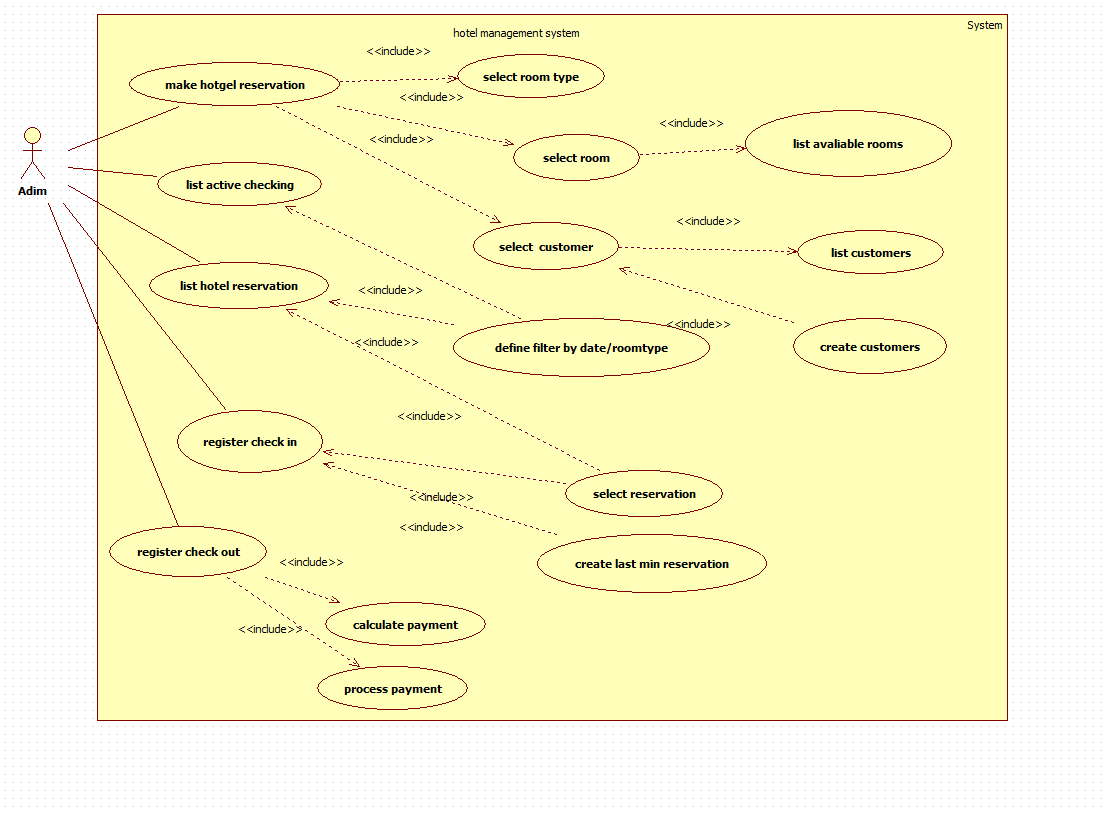 System
hotel management system
<<include>>
make hotgel reservation
select room type
<<include>>
<<include>>
select room
<<include>>
list avaliable rooms
Adim
list active checking
select  customer
<<include>>
list customers
list hotel reservation
<<include>>
<<include>>
define filter by date/roomtype
<<include>>
create customers
<<include>>
register check in
select reservation
<<include>>
<<include>>
create last min reservation
register check out
<<include>>
calculate payment
<<include>>
process payment